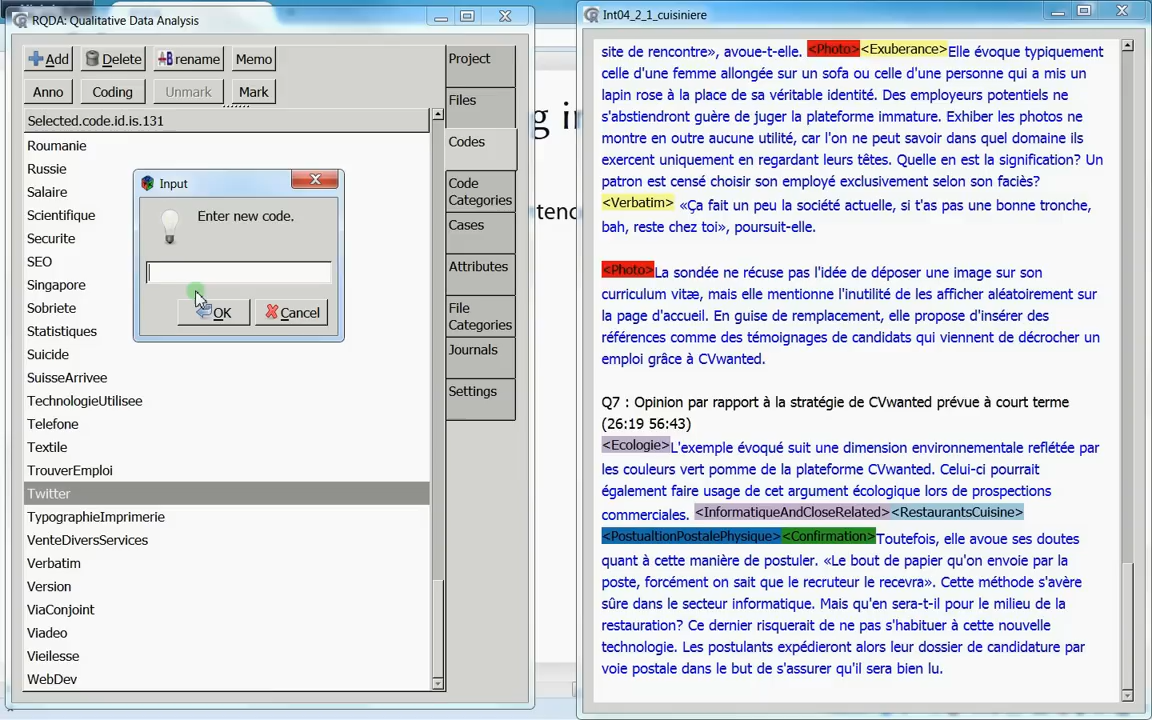 RQDA: Qualitative Data Analysis
Add
Delete
rename
Memo
Anno
Coding
Unmark
Mark
Selected.code.id.is.131
Roumanie
Russie
Salaire
Scientifique
Securite
SEO
Singapore
Sobriete
Statistiques
Suicide
SuisseArrivee
TechnologieUtilisee
Telefone
Textile
TrouverEmploi
Twitter
TypographieImprimerie
VenteDiversServices
Verbatim
Version
ViaConjoint
Viadeo
Vieilesse
WebDev
Input
Enter new code.
OK
Cancel
Project
Files
Codes
Code
Categories
Cases
Attributes
File
Categories
Journals
Settings
g i
tenc
Int04_2_1_cuisiniere
site de rencontre», avoue-t-elle. <Photo><Exuberance>Elle évoque typiquement
celle d'une femme allongée sur un sofa ou celle d'une personne qui a mis un
lapin rose à la place de sa véritable identité. Des employeurs potentiels ne
s'abstiendront guère de juger la plateforme immature. Exhiber les photos ne
montre en outre aucune utilité, car l'on ne peut savoir dans quel domaine ils
exercent uniquement en regardant leurs têtes. Quelle en est la signification? Un
patron est censé choisir son employé exclusivement selon son faciès?
<Verbatim> «Ça fait un peu la société actuelle, si t'as pas une bonne tronche,
bah, reste chez toi», poursuit-elle.
<Photo>La sondée ne récuse pas l'idée de déposer une image sur son
curriculum vitæ, mais elle mentionne l'inutilité de les afficher aléatoirement sur
la page d'accueil. En guise de remplacement, elle propose d'insérer des
références comme des témoignages de candidats qui viennent de décrocher un
emploi grâce à CVwanted.
Q7 : Opinion par rapport à la stratégie de CVwanted prévue à court terme
(26:19 56:43)
<Ecologie>L'exemple évoqué suit une dimension environnementale reflétée par
les couleurs vert pomme de la plateforme CVwanted. Celui-ci pourrait
également faire usage de cet argument écologique lors de prospections
commerciales. <InformatiqueAndCloseRelated><RestaurantsCuisine>
<PostualtionPostalePhysique><Confirmation>Toutefois, elle avoue ses doutes
quant à cette manière de postuler. «Le bout de papier qu'on envoie par la
poste, forcément on sait que le recruteur le recevra». Cette méthode s'avère
sûre dans le secteur informatique. Mais qu'en sera-t-il pour le milieu de la
restauration? Ce dernier risquerait de ne pas s'habituer à cette nouvelle
technologie. Les postulants expédieront alors leur dossier de candidature par
voie postale dans le but de s'assurer qu'il sera bien lu.